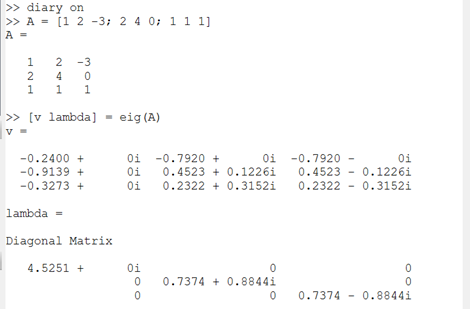 >> diary on
>> A = [1 2 -3; 2 4 0; 1 1 1]
A =
1 2 -3
2 4 0
1 1 1
>> [v lambda] = eig(A)
v =
-0.2400 + 0i -0.7920 + 0i -0.7920 - 0i
-0.9139 + 0i 0.4523 + 0.1226i 0.4523 - 0.1226i
-0.3273 + 0i 0.2322 + 0.3152i 0.2322 - 0.3152i
lambda =
Diagonal Matrix
4.5251 + 0i 0 0
0 0.7374 + 0.8844i 0
0 0 0.7374 - 0.8844i